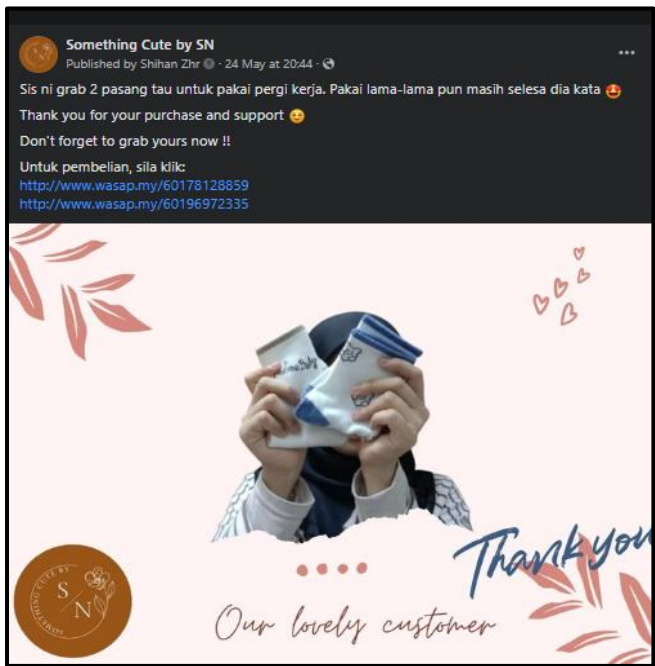 Something Cute by SN
Published by Shihan Zhr · 24 May at 20:44 ·
Sis ni grab 2 pasang tau untuk pakai pergi kerja. Pakai lama-lama pun masih selesa dia kata 🤩
Thank you for your purchase and support 😊
Don't forget to grab yours now !!
Untuk pembelian, sila klik:
http://www.wasap.my/60178128859
http://www.wasap.my/60196972335
Thank you
Our lovely customer
SOMETHING CUTE BY
S
N